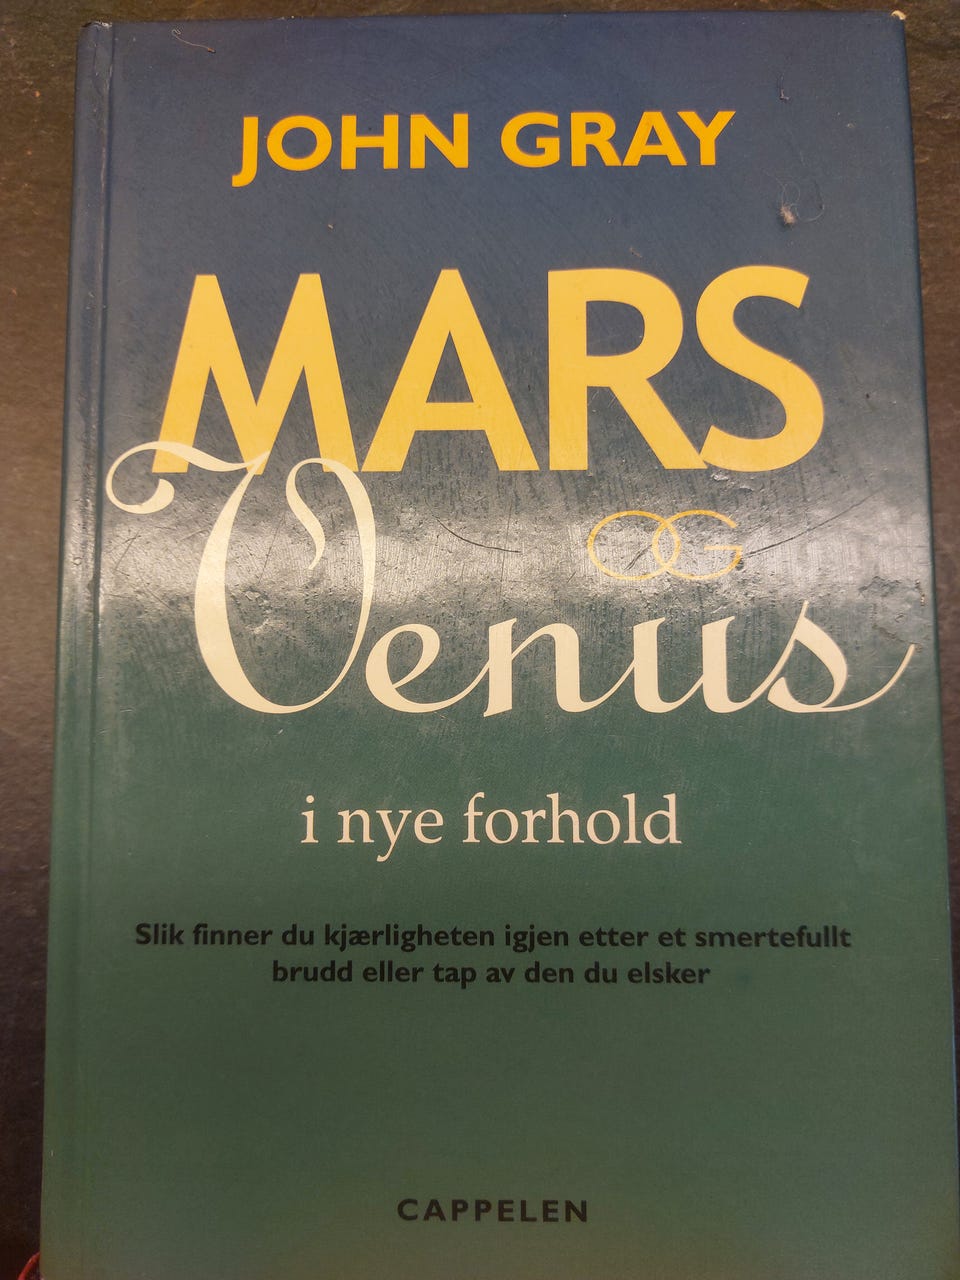 JOHN GRAY
MARS
OG
Venus
i nye forhold
Slik finner du kjærligheten igjen etter et smertefullt
brudd eller tap av den du elsker
CAPPELEN